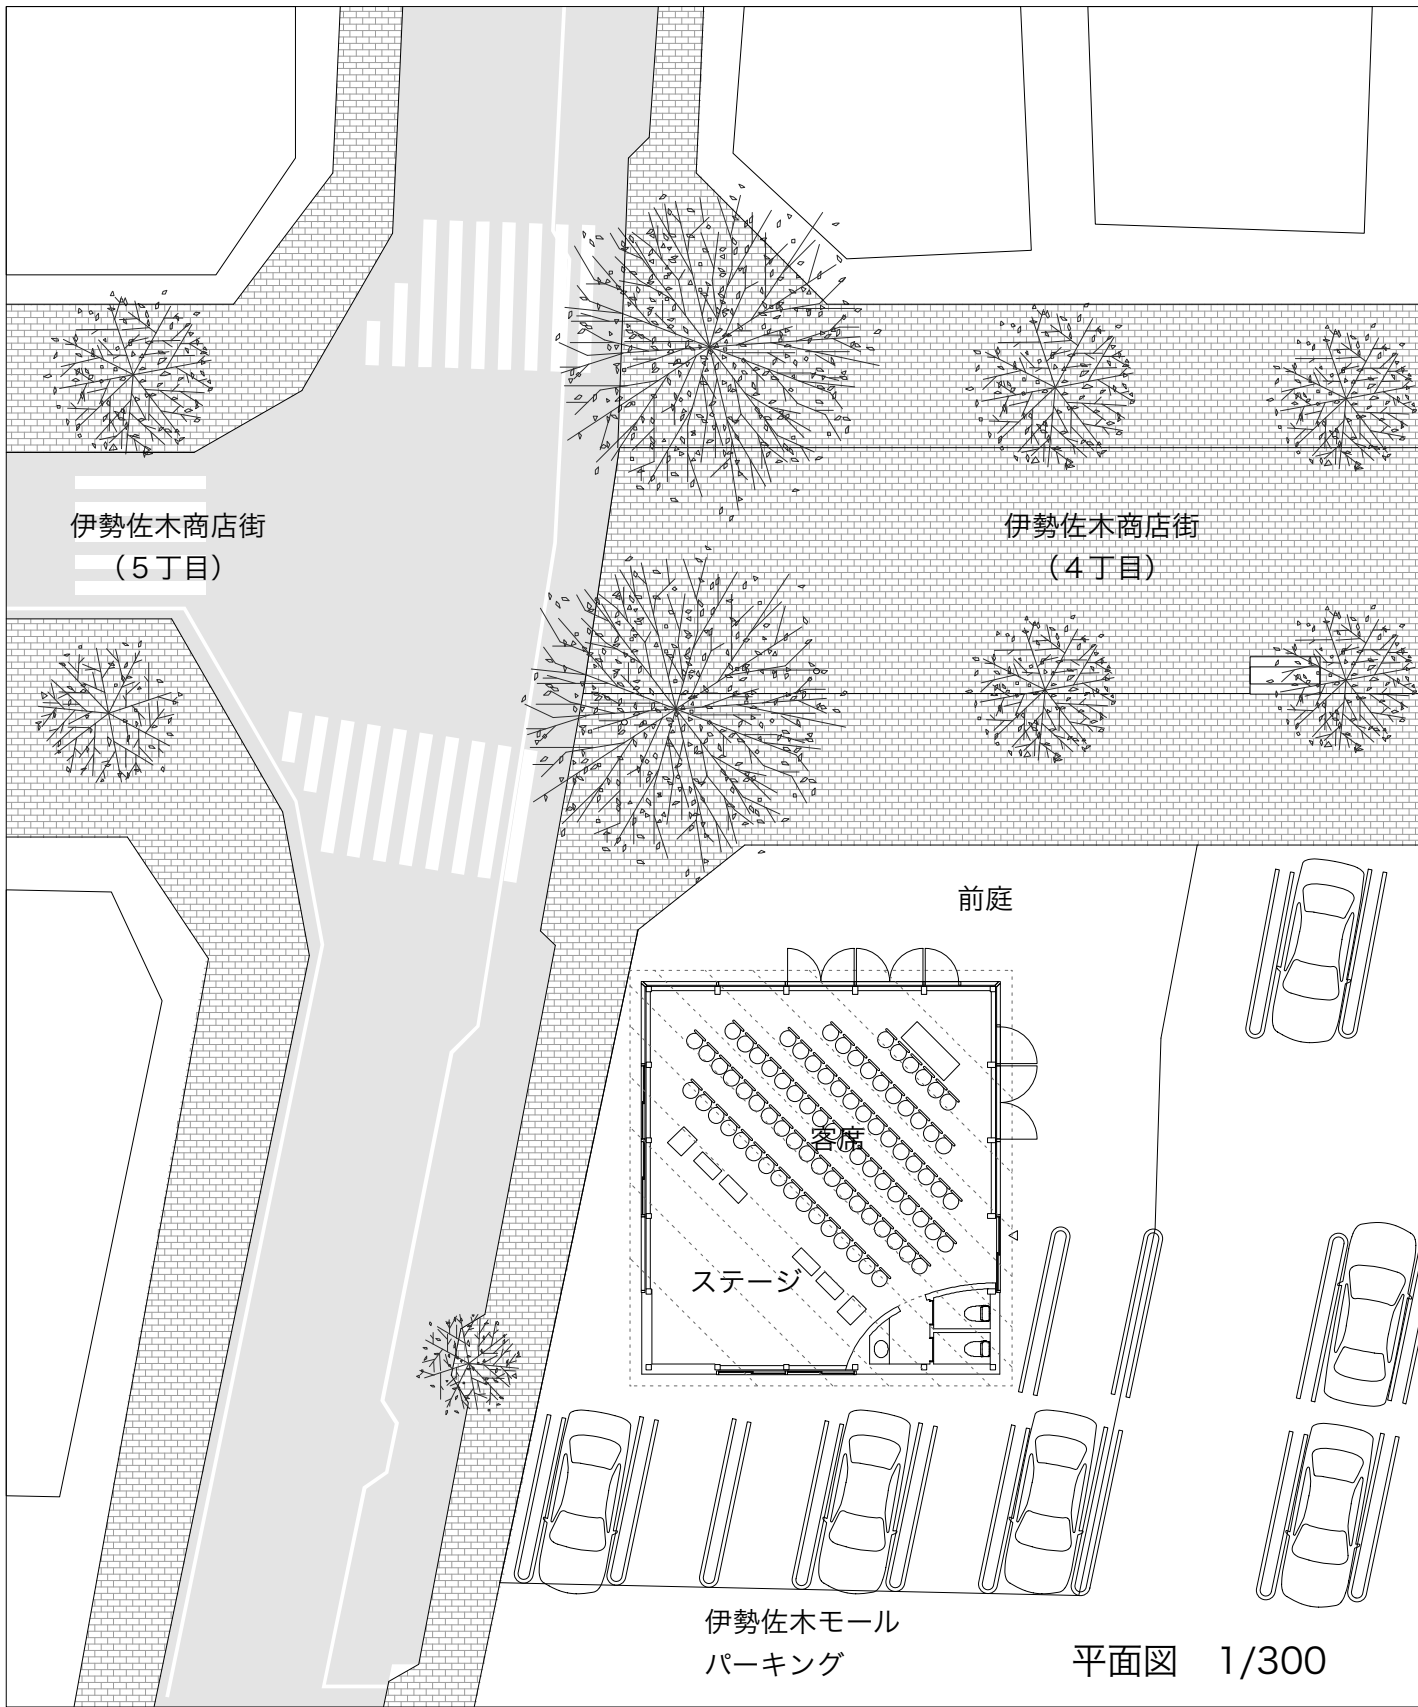 伊勢佐木商店街
(５丁目)
伊勢佐木商店街
(４丁目)
前庭
客席
ステージ
伊勢佐木モール
パーキング
平面図　1/300